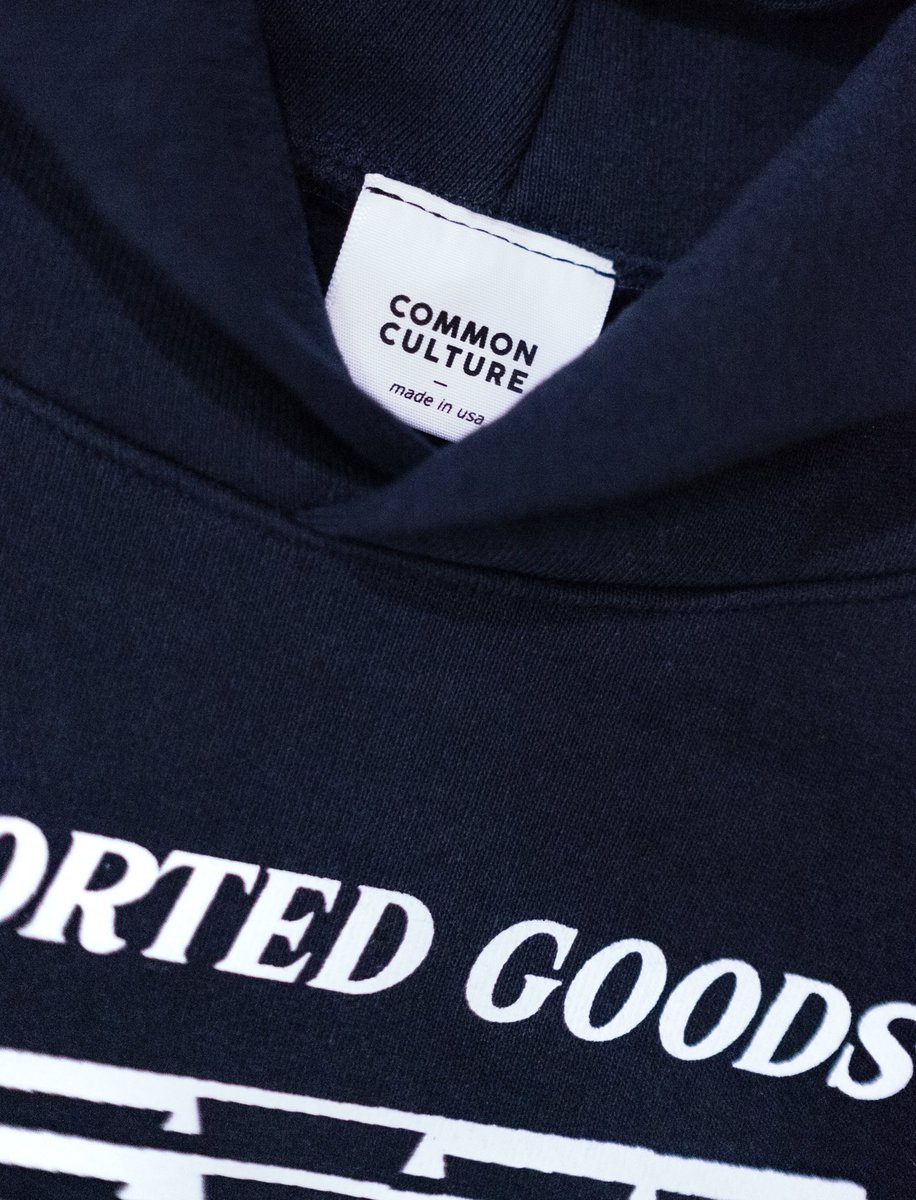 COMMON
CULTURE
–
made in usa
ORTED GOODS